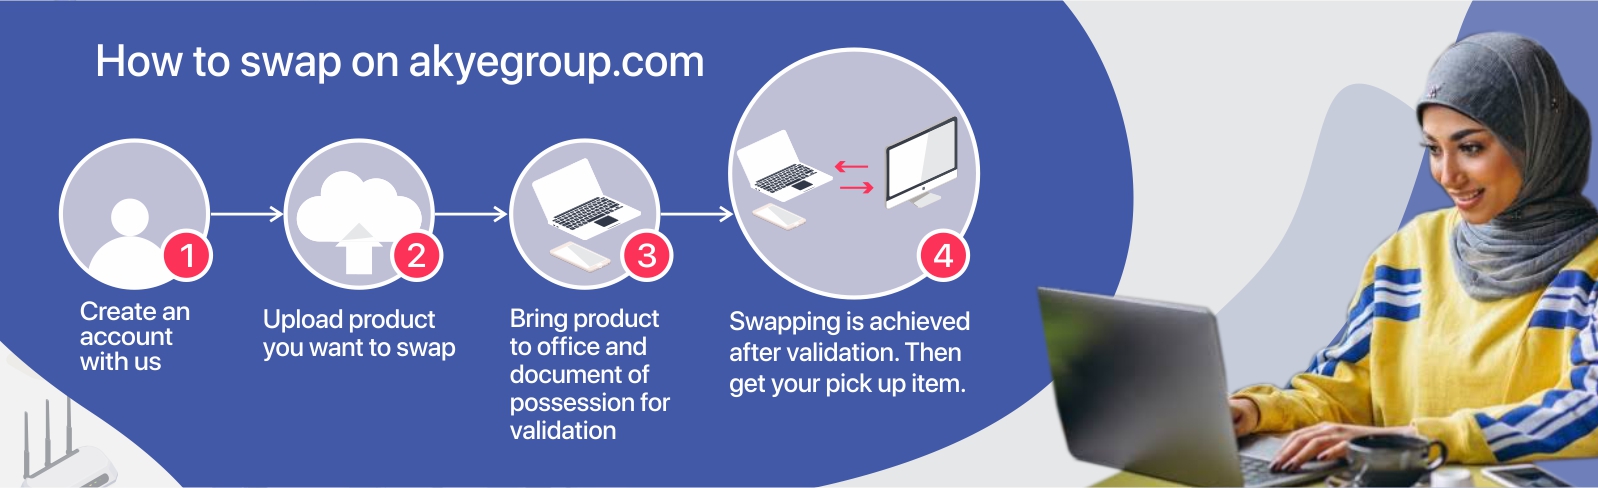 How to swap on akyegroup.com
1
Create an
account
with us
2
Upload product
you want to swap
3
Bring product
to office and
document of
possession for
validation
4
Swapping is achieved
after validation. Then
get your pick up item.